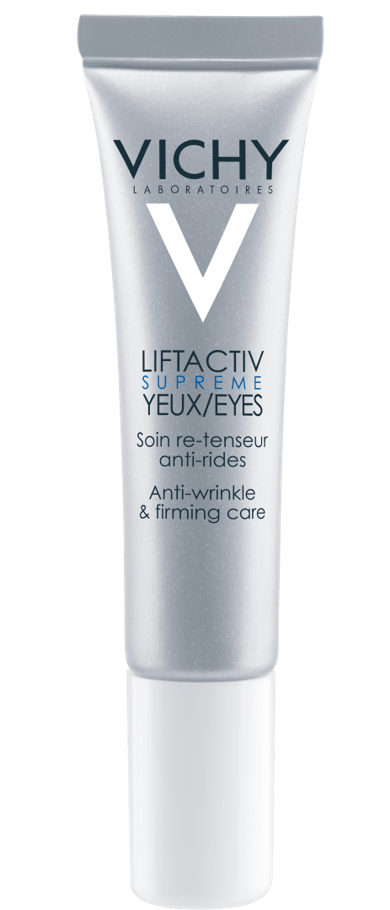 VICHY
LABORATOIRES
V
LIFTACTIV
SUPREME
YEUX/EYES
Soin re-tenseur
anti-rides
Anti-wrinkle
& firming care